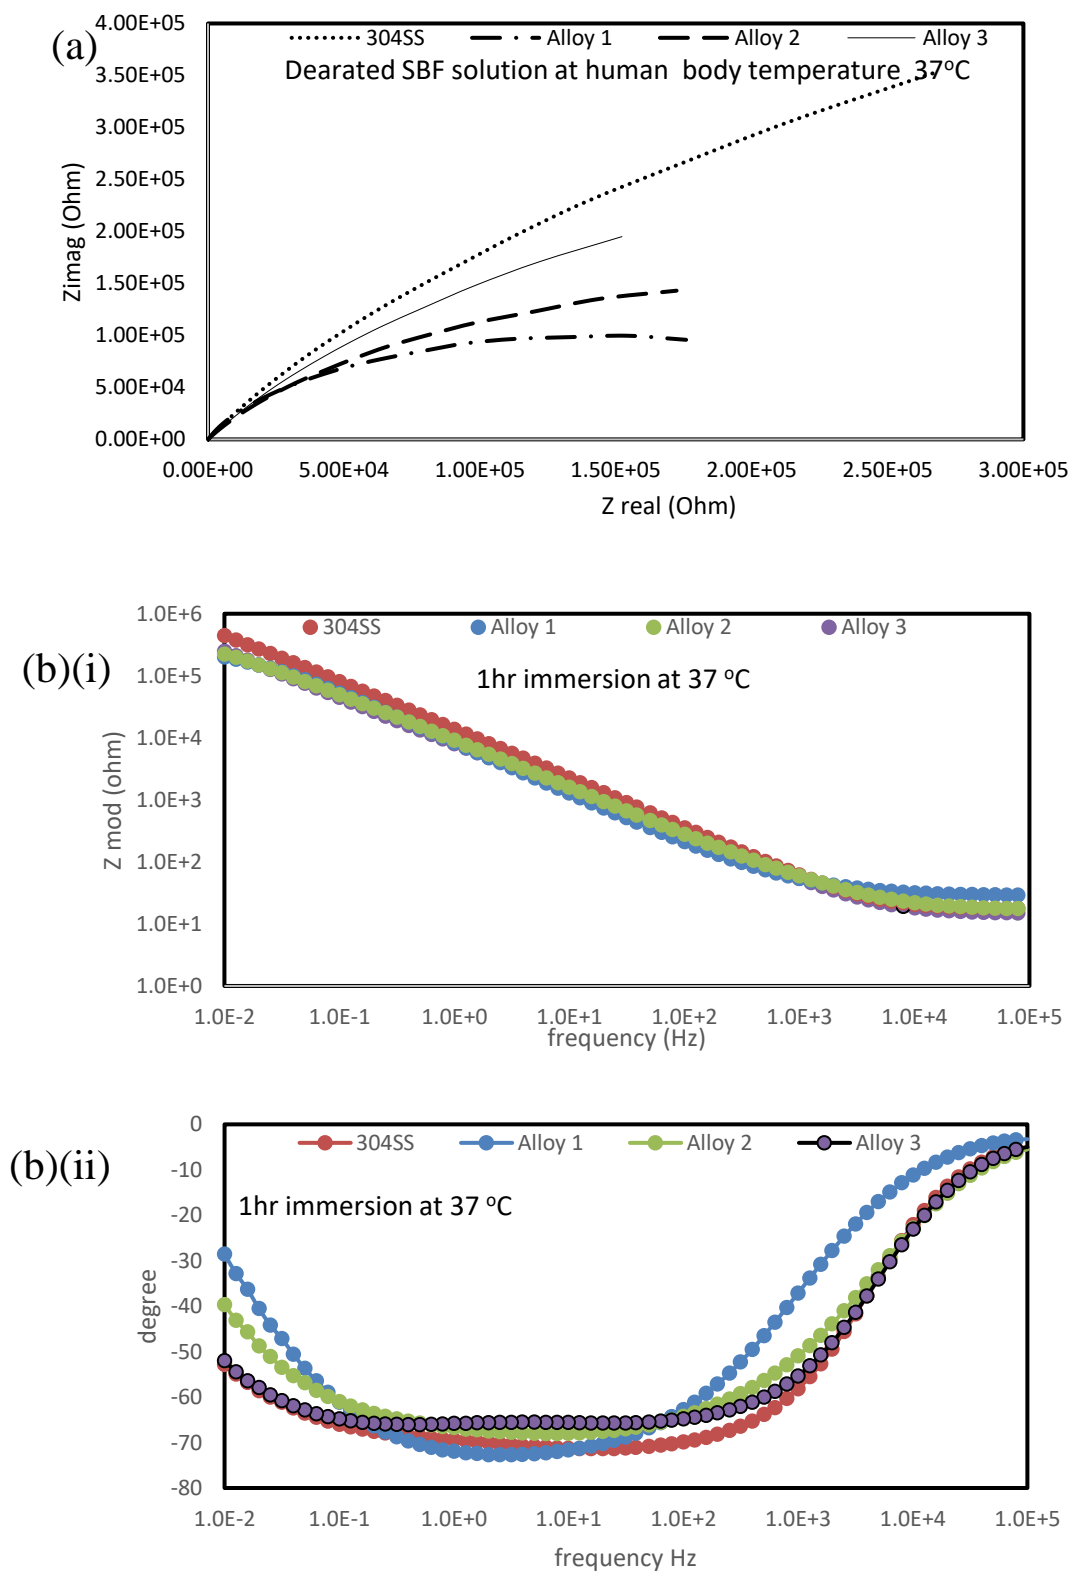 (a)
4.00E+05
3.50E+05
3.00E+05
2.50E+05
2.00E+05
1.50E+05
1.00E+05
5.00E+04
0.00E+00
Zimag (Ohm)
304SS Alloy 1 Alloy 2 Alloy 3
Dearated SBF solution at human body temperature 37°C
0.00E+00 5.00E+04 1.00E+05 1.50E+05 2.00E+05 2.50E+05 3.00E+05
Z real (Ohm)
(b)(i)
1.0E+6
1.0E+5
1.0E+4
1.0E+3
1.0E+2
1.0E+1
1.0E+0
Z mod (ohm)
304SS Alloy 1 Alloy 2 Alloy 3
1hr immersion at 37 °C
1.0E-2 1.0E-1 1.0E+0 1.0E+1 1.0E+2 1.0E+3 1.0E+4 1.0E+5
frequency (Hz)
(b)(ii)
0
-10
-20
-30
-40
-50
-60
-70
-80
degree
304SS Alloy 1 Alloy 2 Alloy 3
1hr immersion at 37 °C
1.0E-2 1.0E-1 1.0E+0 1.0E+1 1.0E+2 1.0E+3 1.0E+4 1.0E+5
frequency Hz